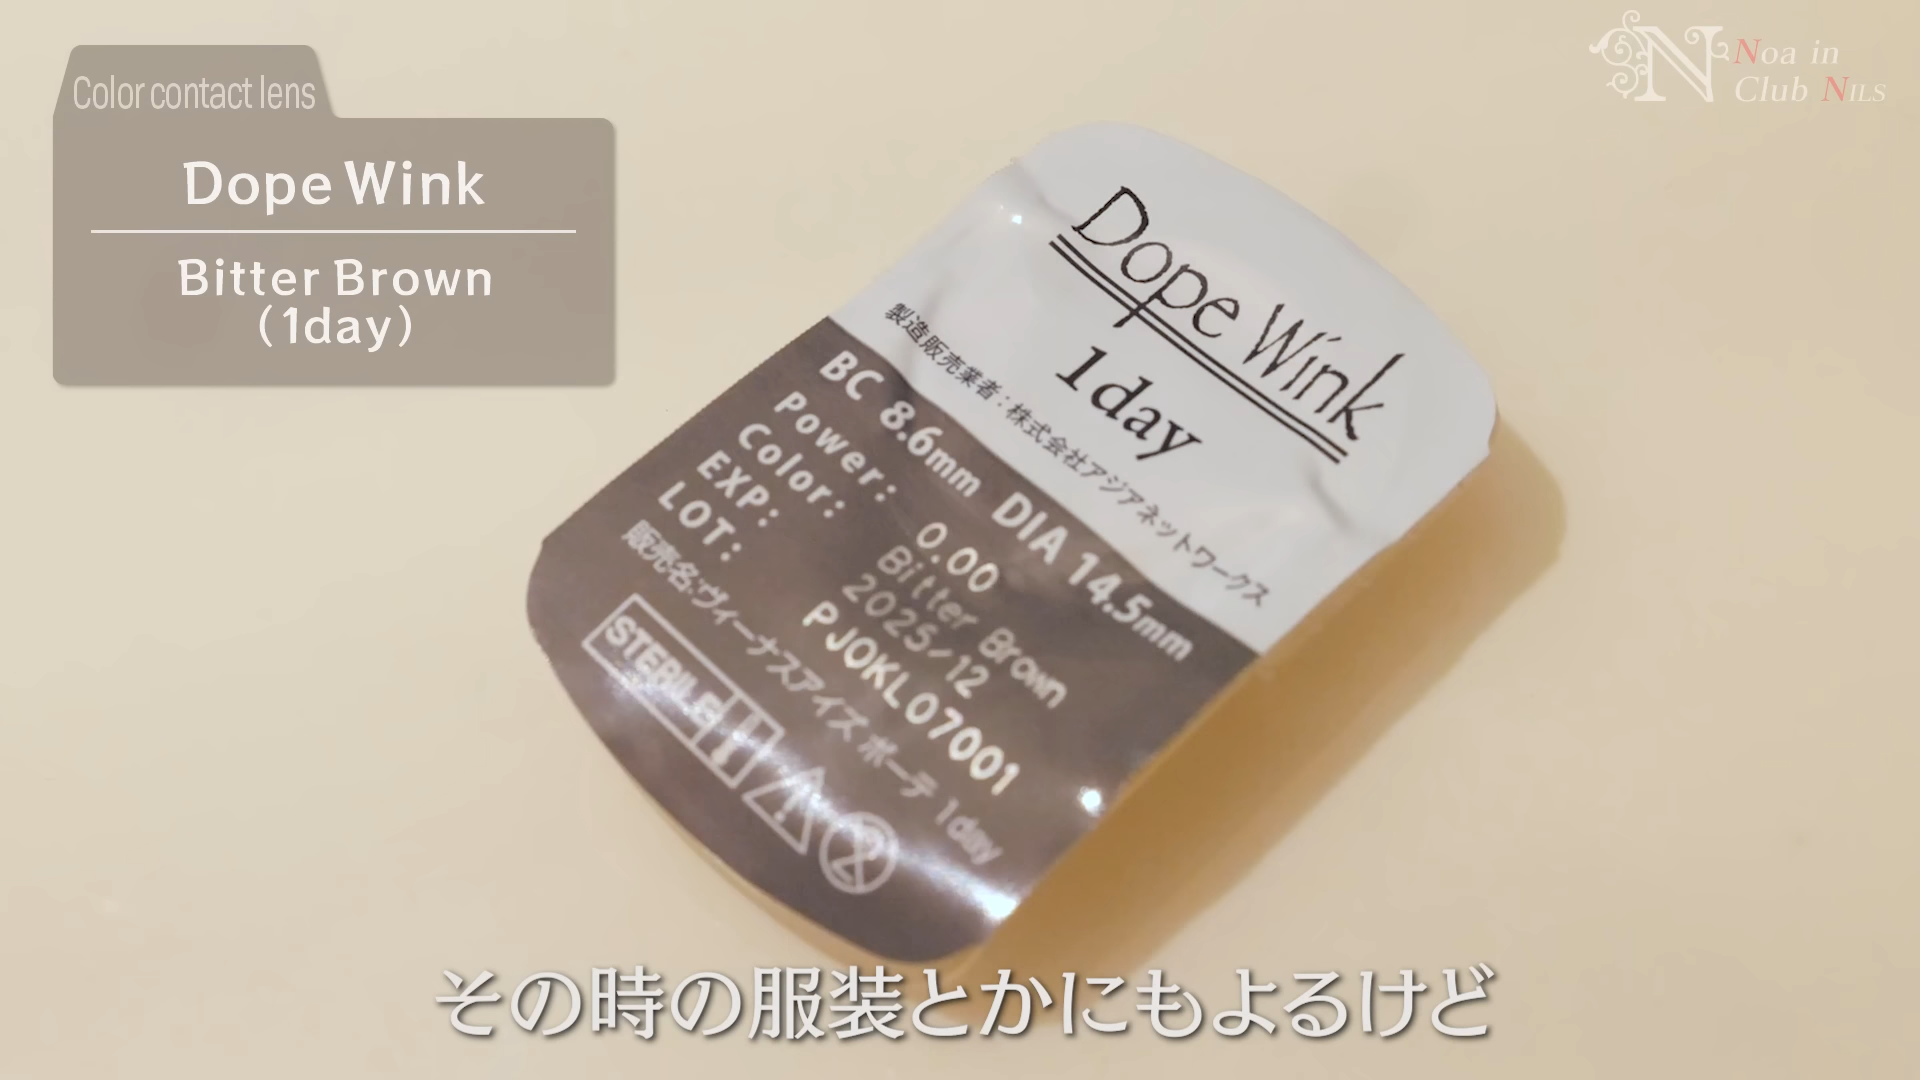 Color contact lens
Dope Wink
Bitter Brown
(1day)
N Noa in
Club NILS
Dope Wink
1day
製造販売業者:株式会社アジアネットワークス
BC 8.6mm DIA 14.5mm
Power: 0.00
Color: Bitter Brown
EXP: 2025/12
LOT: PJOKL07001
販売名:ヴィーナスアイズ ボーテ 1day
STERILE
2
その時の服装とかにもよるけど